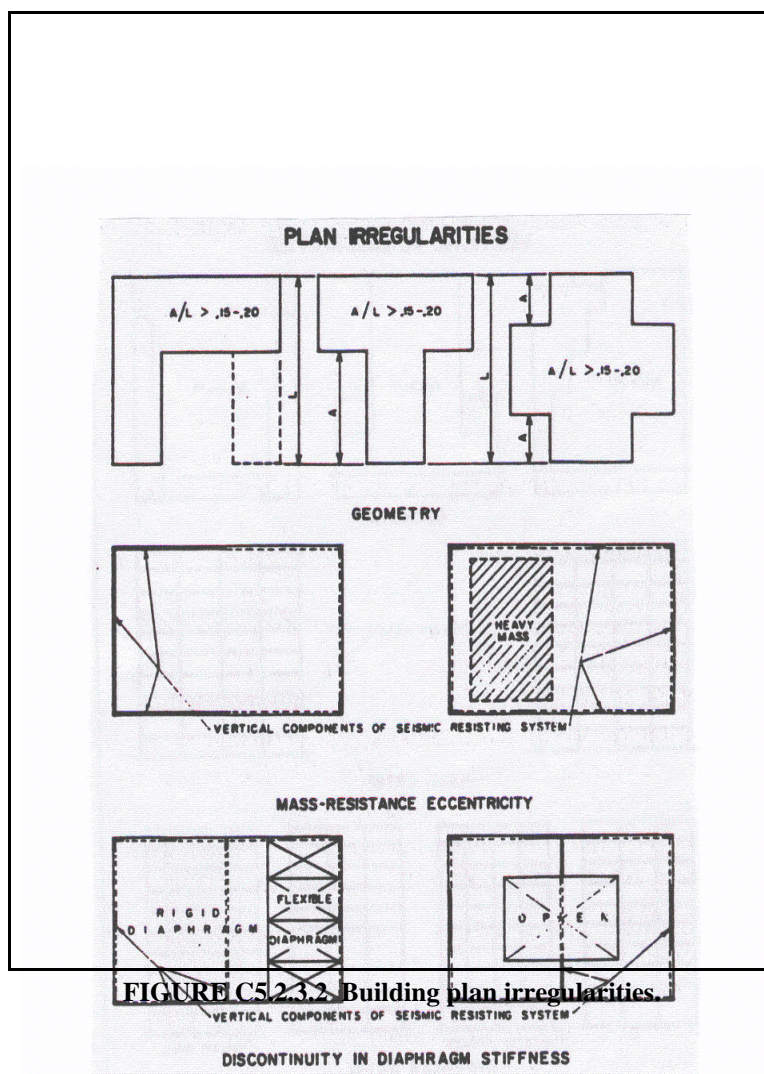 PLAN IRREGULARITIES
A/L > .15-.20
A/L > .15-.20
A/L > .15-.20
L
A
L
A
A
GEOMETRY
HEAVY
MASS
VERTICAL COMPONENTS OF SEISMIC RESISTING SYSTEM
MASS-RESISTANCE ECCENTRICITY
RIGID
DIAPHRAGM
FLEXIBLE
DIAPHRAGM
OPEN
FIGURE C5.2.3.2 Building plan irregularities.
VERTICAL COMPONENTS OF SEISMIC RESISTING SYSTEM
DISCONTINUITY IN DIAPHRAGM STIFFNESS